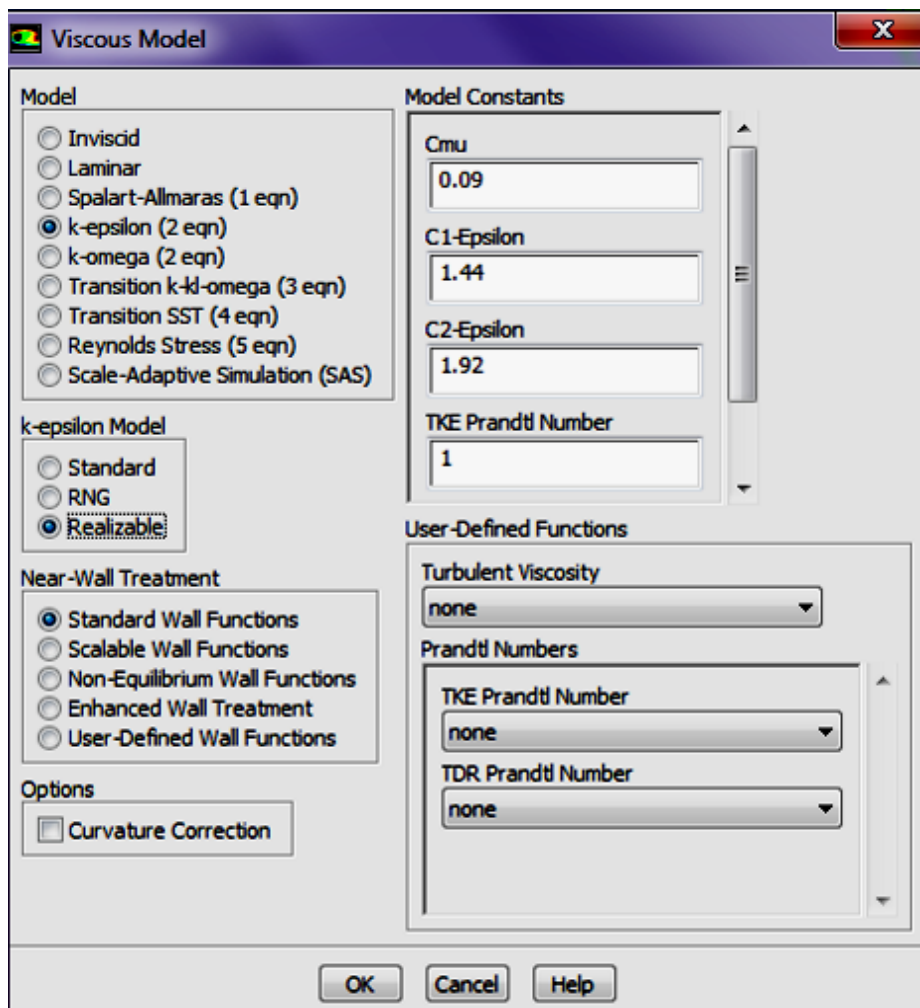 Viscous Model
Model
Inviscid
Laminar
Spalart-Allmaras (1 eqn)
k-epsilon (2 eqn)
k-omega (2 eqn)
Transition k-kl-omega (3 eqn)
Transition SST (4 eqn)
Reynolds Stress (5 eqn)
Scale-Adaptive Simulation (SAS)
k-epsilon Model
Standard
RNG
Realizable
Near-Wall Treatment
Standard Wall Functions
Scalable Wall Functions
Non-Equilibrium Wall Functions
Enhanced Wall Treatment
User-Defined Wall Functions
Options
Curvature Correction
Model Constants
Cmu
0.09
C1-Epsilon
1.44
C2-Epsilon
1.92
TKE Prandtl Number
1
User-Defined Functions
Turbulent Viscosity
none
Prandtl Numbers
TKE Prandtl Number
none
TDR Prandtl Number
none
OK
Cancel
Help